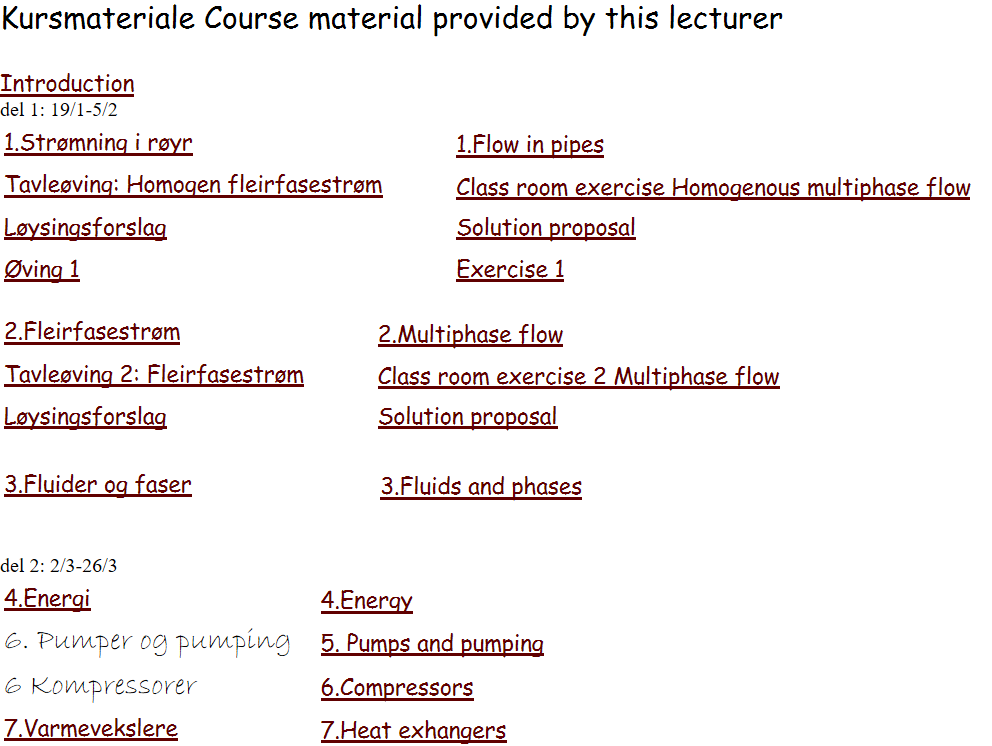 Kursmateriale Course material provided by this lecturer
Introduction
del 1: 19/1-5/2
1.Strømning i røyr 1.Flow in pipes
Tavleøving: Homogen fleirfasestrøm Class room exercise Homogenous multiphase flow
Løysingsforslag Solution proposal
Øving 1 Exercise 1
2.Fleirfasestrøm 2.Multiphase flow
Tavleøving 2: Fleirfasestrøm Class room exercise 2 Multiphase flow
Løysingsforslag Solution proposal
3.Fluider og faser 3.Fluids and phases
del 2: 2/3-26/3
4.Energi 4.Energy
6. Pumper og pumping 5. Pumps and pumping
6 Kompressorer 6.Compressors
7.Varmevekslere 7.Heat exhangers